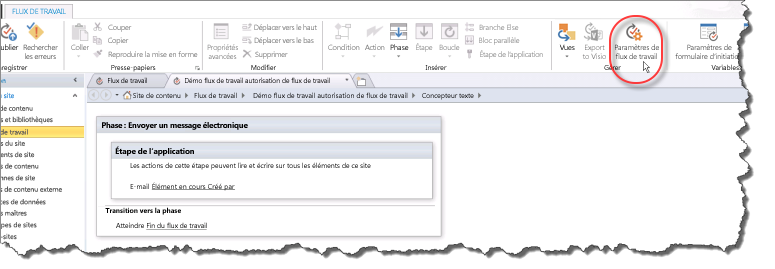 FLUX DE TRAVAIL
ublier
Rechercher
les erreurs
registrer
Coller
Couper
Copier
Reproduire la mise en forme
Presse-papiers
Propriétés
avancées
Déplacer vers le haut
Déplacer vers le bas
Supprimer
Modifier
Condition
Action
Phase
Étape
Boucle
Branche Else
Bloc parallèle
Étape de l'application
Insérer
Vues
Export
to Visio
Paramètres de
flux de travail
Gérer
Paramètres de
formulaire d'initiatio
Variables
on
Flux de travail
Démo flux de travail autorisation de flux de travail
u site
Site de contenu
Flux de travail
Démo flux de travail autorisation de flux de travail
Concepteur texte
de contenu
s et bibliothèques
de travail
s du site
ents de site
s de contenu
nnes de site
s de contenu externe
ces de données
s maîtres
pes de sites
-sites
Phase : Envoyer un message électronique
Étape de l'application
Les actions de cette étape peuvent lire et écrire sur tous les éléments de ce site
E-mail Élément en cours Créé par
Transition vers la phase
Atteindre Fin du flux de travail